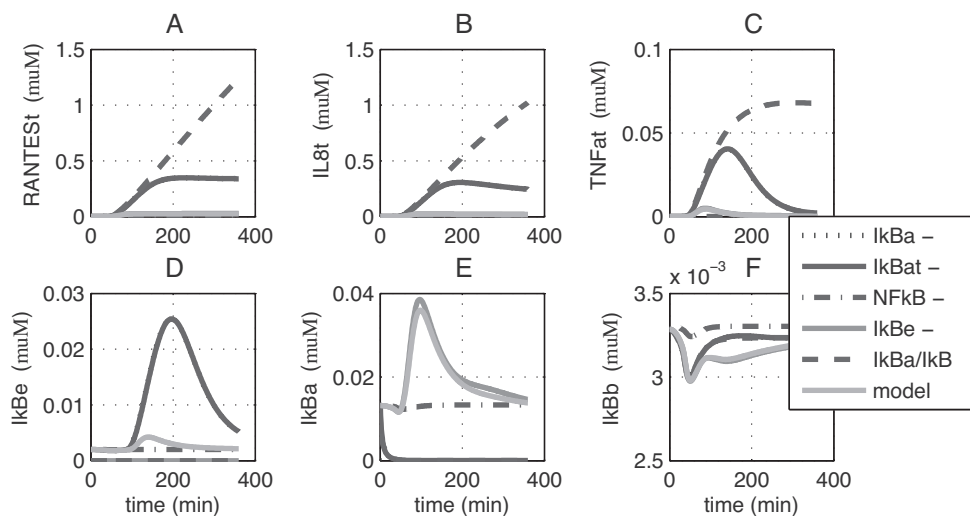 A
B
C
RANTESt (muM)
1.5
1
0.5
0
0
200
400
IL8t (muM)
1.5
1
0.5
0
0
200
400
TNFat (muM)
0.1
0.05
0
0
200
400
IkBa –
IkBat –
NFkB –
IkBe –
IkBa/IkB
model
D
E
F
IkBe (muM)
0.03
0.02
0.01
0
0
200
400
time (min)
IkBa (muM)
0.04
0.02
0
0
200
400
time (min)
x 10⁻³
IkBb (muM)
3.5
3
2.5
0
200
400
time (min)